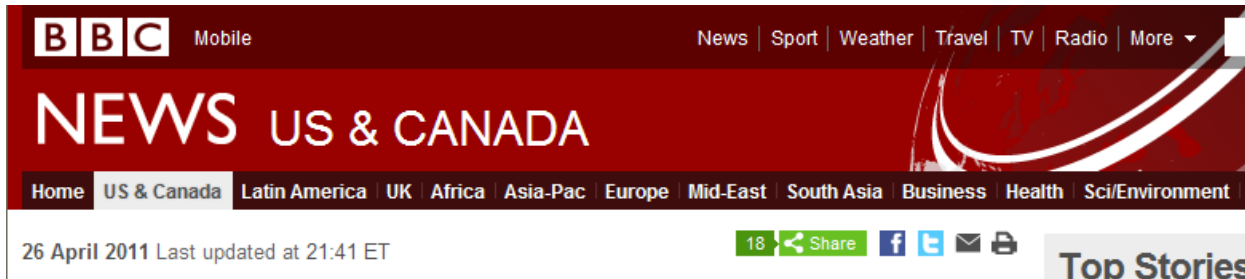 BBC Mobile News Sport Weather Travel TV Radio More
NEWS US & CANADA
Home US & Canada Latin America UK Africa Asia-Pac Europe Mid-East South Asia Business Health Sci/Environment
26 April 2011 Last updated at 21:41 ET 18 Share f t
Top Stories